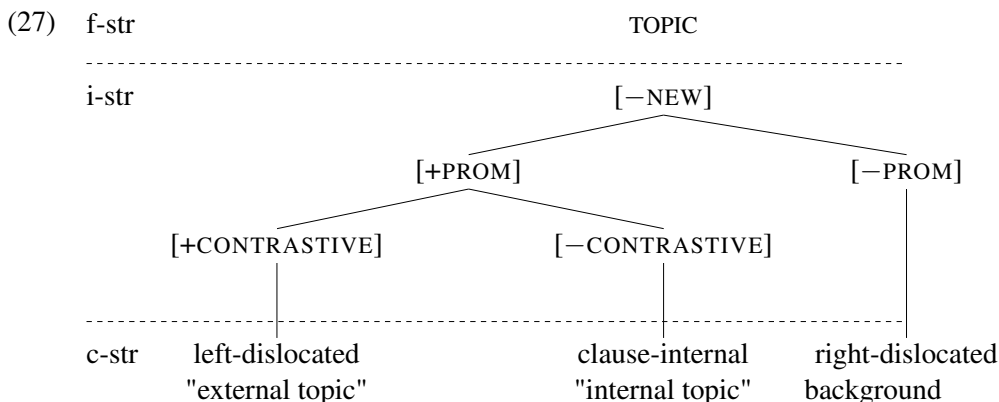 (27) f-str TOPIC
i-str [−NEW]
[+PROM] [−PROM]
[+CONTRASTIVE] [−CONTRASTIVE]
c-str left-dislocated clause-internal right-dislocated
"external topic" "internal topic" background